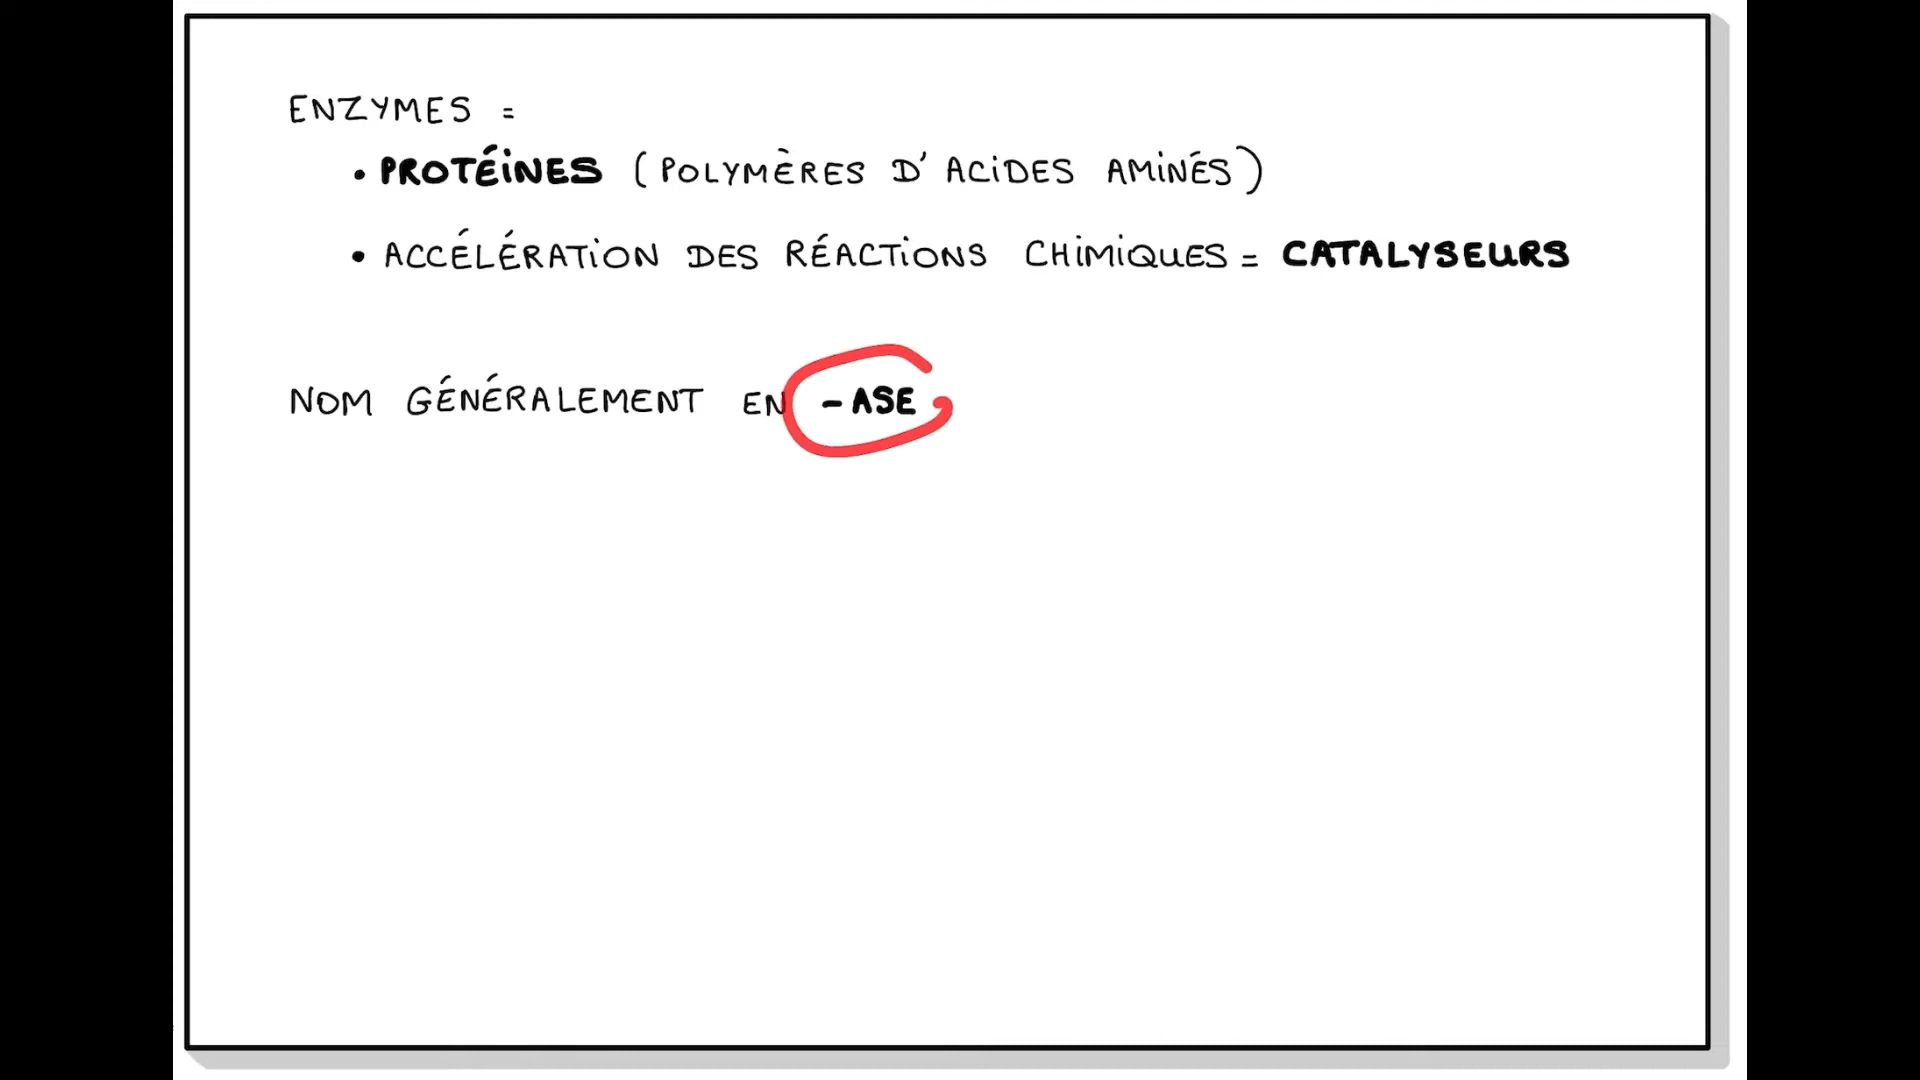 ENZYMES =
• PROTÉINES (POLYMÈRES D'ACIDES AMINÉS)
• ACCÉLÉRATION DES RÉACTIONS CHIMIQUES = CATALYSEURS
NOM GÉNÉRALEMENT EN -ASE